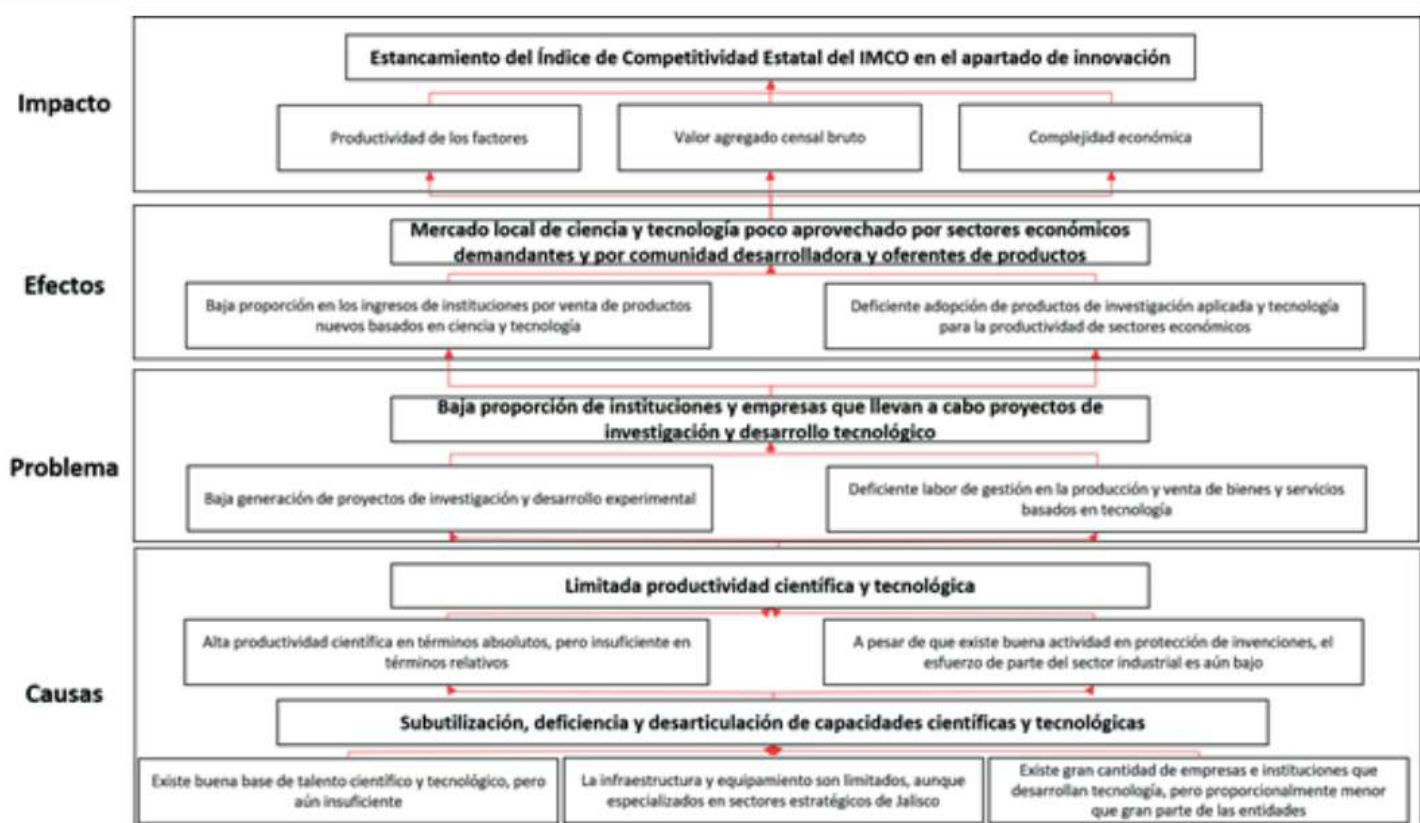 Impacto
Estancamiento del Índice de Competitividad Estatal del IMCO en el apartado de innovación
Productividad de los factores
Valor agregado censal bruto
Complejidad económica
Efectos
Mercado local de ciencia y tecnología poco aprovechado por sectores económicos
demandantes y por comunidad desarrolladora y oferentes de productos
Baja proporción en los ingresos de instituciones por venta de productos
nuevos basados en ciencia y tecnología
Deficiente adopción de productos de investigación aplicada y tecnología
para la productividad de sectores económicos
Problema
Baja proporción de instituciones y empresas que llevan a cabo proyectos de
investigación y desarrollo tecnológico
Baja generación de proyectos de investigación y desarrollo experimental
Deficiente labor de gestión en la producción y venta de bienes y servicios
basados en tecnología
Causas
Limitada productividad científica y tecnológica
Alta productividad científica en términos absolutos, pero insuficiente en
términos relativos
A pesar de que existe buena actividad en protección de invenciones, el
esfuerzo de parte del sector industrial es aún bajo
Subutilización, deficiencia y desarticulación de capacidades científicas y tecnológicas
Existe buena base de talento científico y tecnológico, pero
aún insuficiente
La infraestructura y equipamiento son limitados, aunque
especializados en sectores estratégicos de Jalisco
Existe gran cantidad de empresas e instituciones que
desarrollan tecnología, pero proporcionalmente menor
que gran parte de las entidades